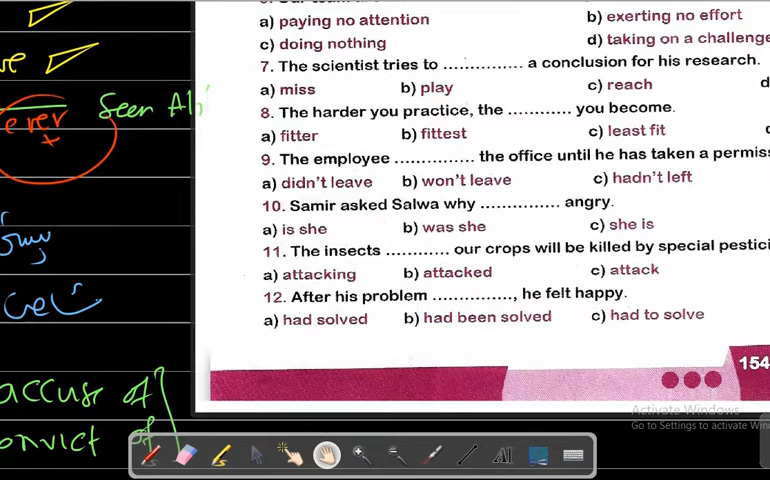 a) paying no attention b) exerting no effort
c) doing nothing d) taking on a challenge
7. The scientist tries to .............. a conclusion for his research.
a) miss b) play c) reach d
8. The harder you practice, the ........... you become.
a) fitter b) fittest c) least fit
9. The employee .............. the office until he has taken a permiss
a) didn't leave b) won't leave c) hadn't left
10. Samir asked Salwa why .............. angry.
a) is she b) was she c) she is
11. The insects ........... our crops will be killed by special pestici
a) attacking b) attacked c) attack
12. After his problem .............., he felt happy.
a) had solved b) had been solved c) had to solve
154
ever
+
Seen
accuse of
convict of
Activate Windows
Go to Settings to activate Win
AI